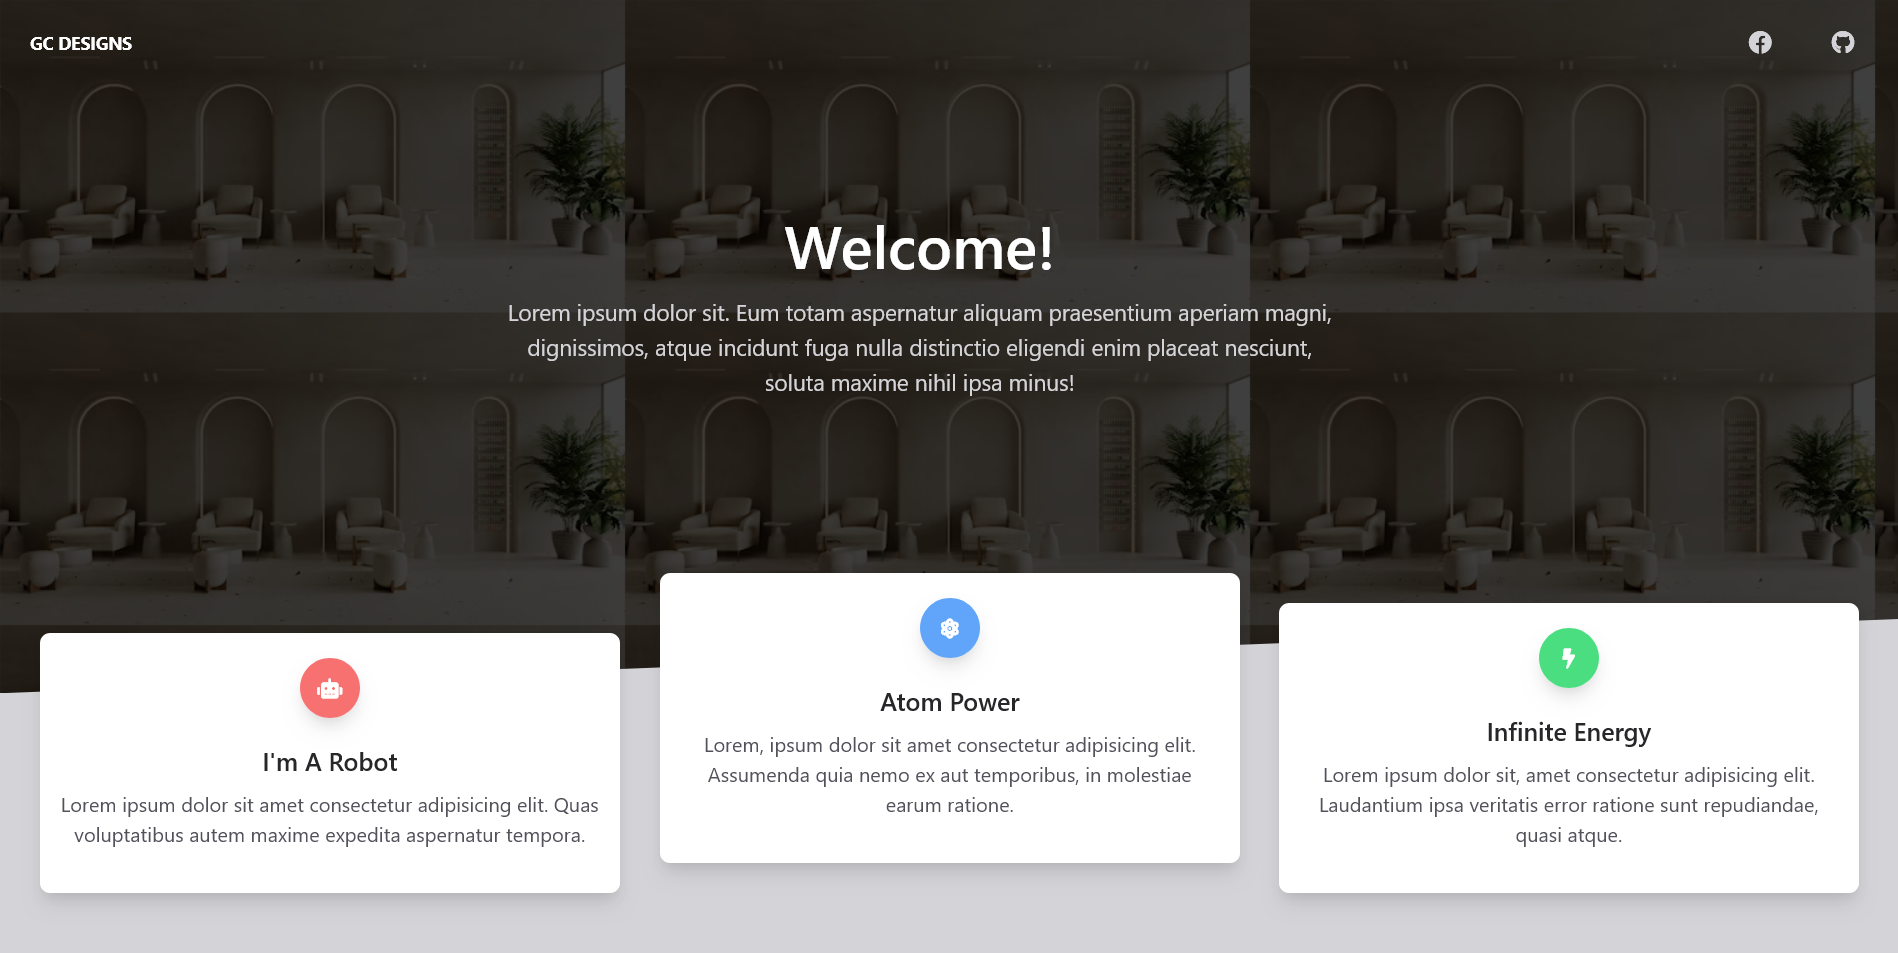 GC DESIGNS
Welcome!
Lorem ipsum dolor sit. Eum totam aspernatur aliquam praesentium aperiam magni,
dignissimos, atque incidunt fuga nulla distinctio eligendi enim placeat nesciunt,
soluta maxime nihil ipsa minus!
I'm A Robot
Lorem ipsum dolor sit amet consectetur adipisicing elit. Quas
voluptatibus autem maxime expedita aspernatur tempora.
Atom Power
Lorem, ipsum dolor sit amet consectetur adipisicing elit.
Assumenda quia nemo ex aut temporibus, in molestiae
earum ratione.
Infinite Energy
Lorem ipsum dolor sit, amet consectetur adipisicing elit.
Laudantium ipsa veritatis error ratione sunt repudiandae,
quasi atque.